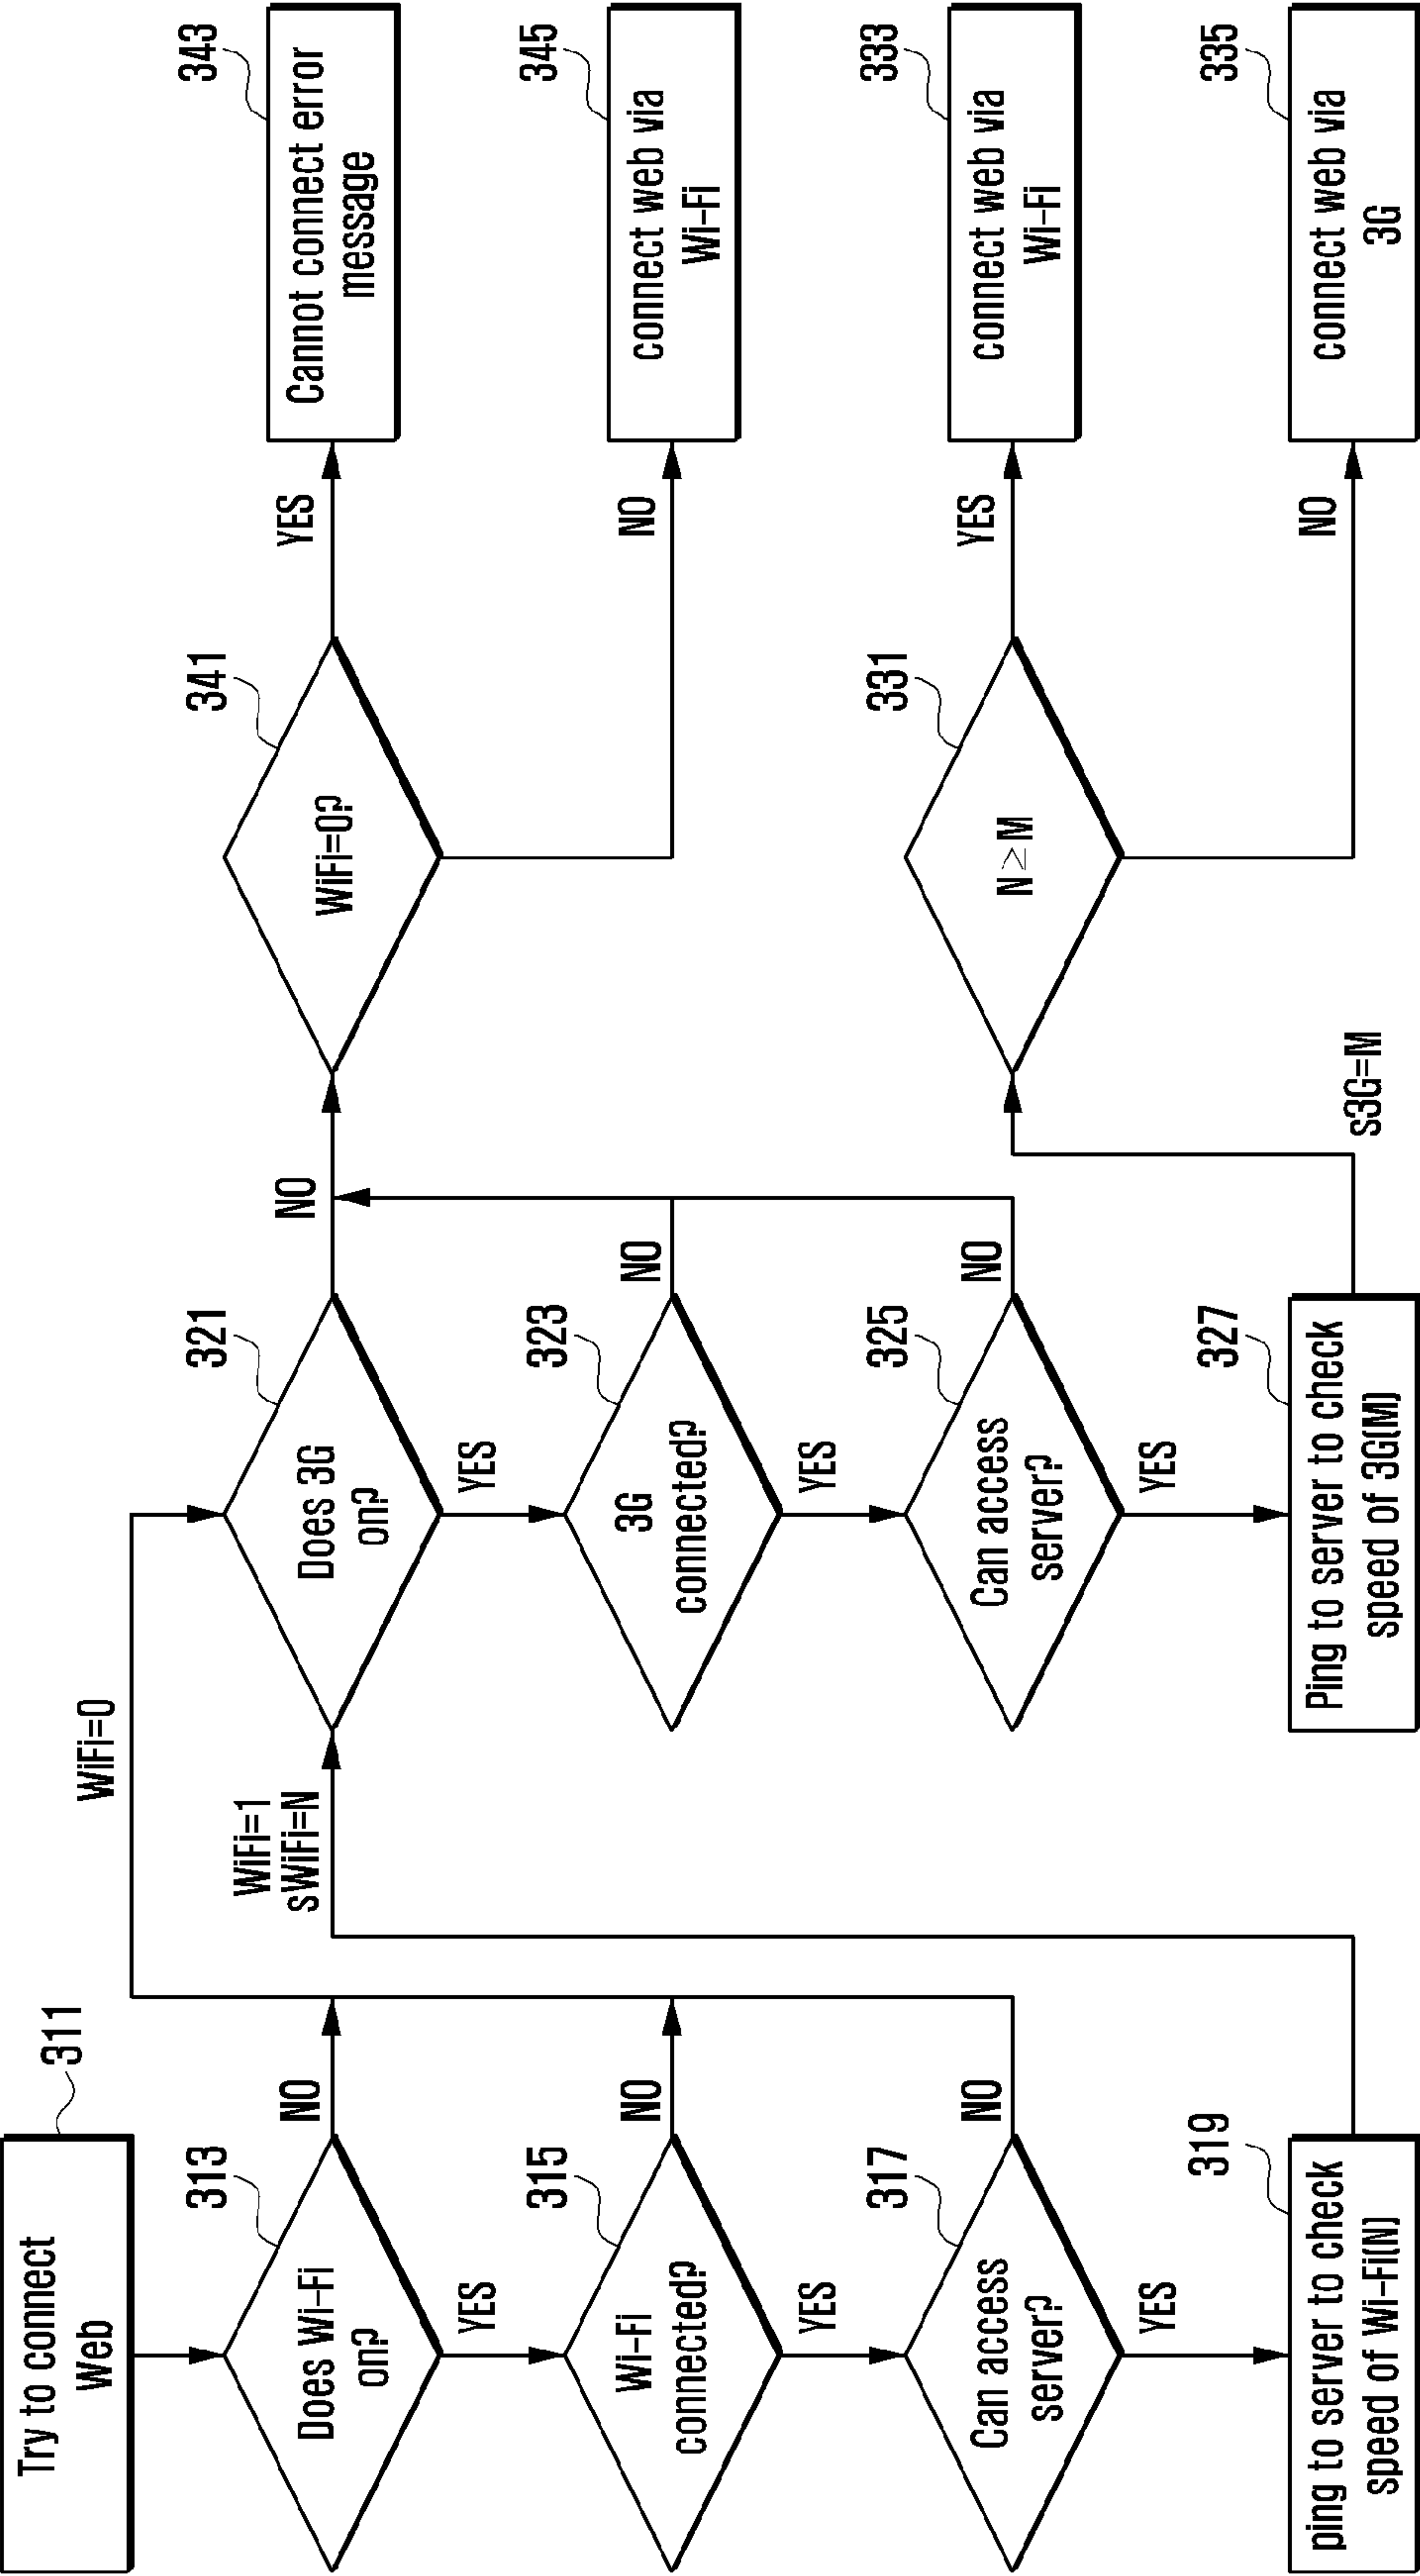 Try to connect
Web
311
Does Wi-Fi
on?
313
NO
YES
Wi-Fi
connected?
315
NO
YES
Can access
server?
317
NO
YES
ping to server to check
speed of Wi-Fi(N)
319
WiFi=0
WiFi=1
sWiFi=N
Does 3G
on?
321
NO
YES
3G
connected?
323
NO
YES
Can access
server?
325
NO
YES
Ping to server to check
speed of 3G(M)
327
s3G=M
WiFi=0?
341
YES
NO
N≥M
331
YES
NO
Cannot connect error
message
343
connect web via
Wi-Fi
345
connect web via
Wi-Fi
333
connect web via
3G
335